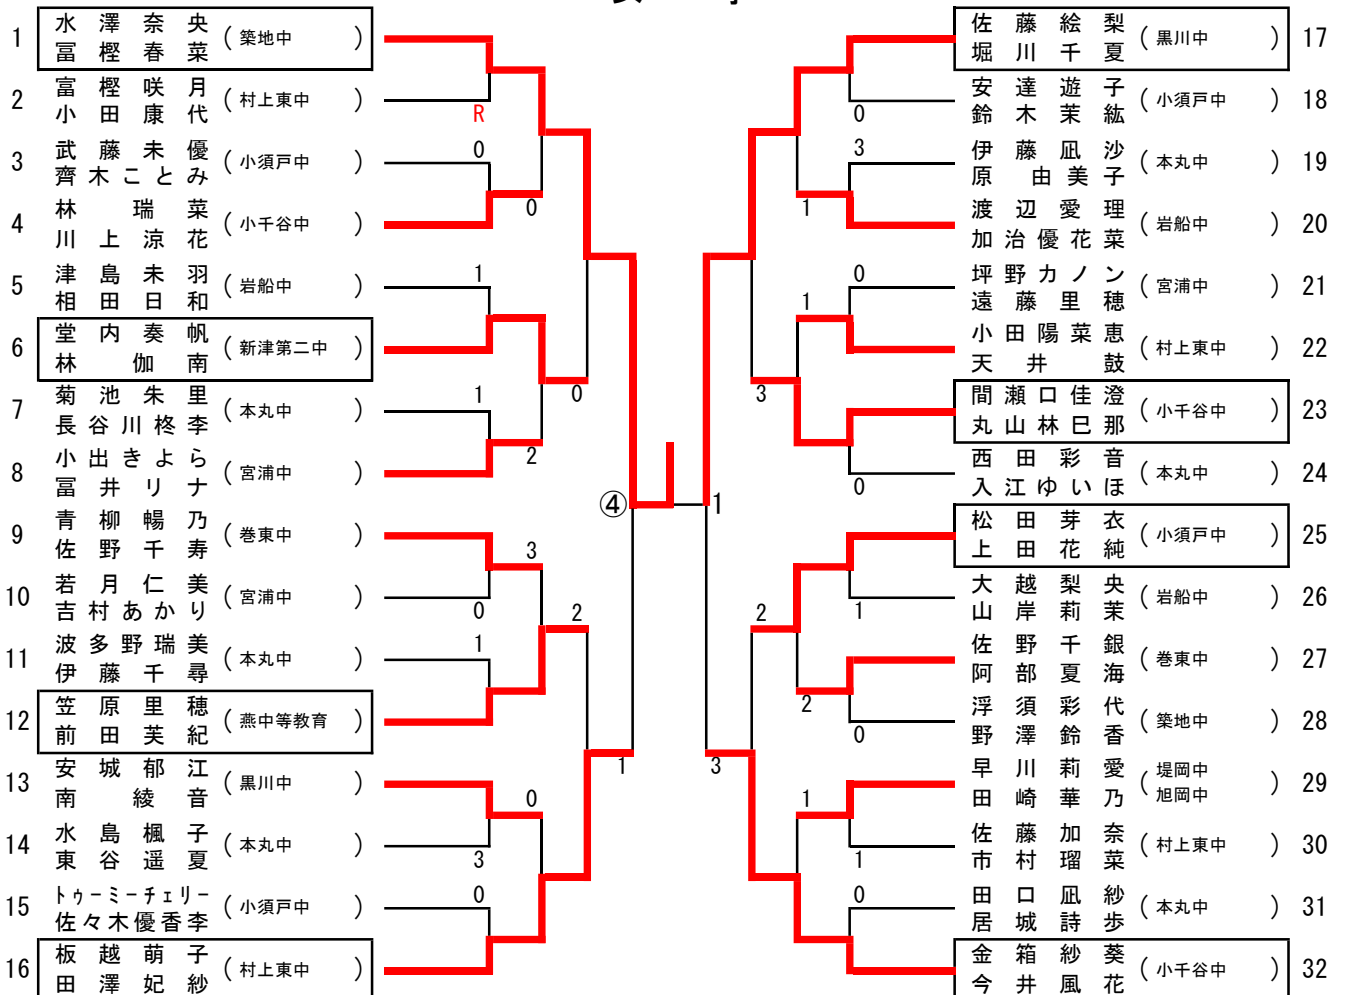 1 水澤奈央 冨樫春菜 (築地中)
R
2 富樫咲月 小田康代 (村上東中)
0
3 武藤未優 齊木ことみ (小須戸中)
0
4 林瑞菜 川上涼花 (小千谷中)
1
5 津島未羽 相田日和 (岩船中)
6 堂内奏帆 林伽南 (新津第二中)
0
1
7 菊池朱里 長谷川柊李 (本丸中)
2
8 小出きよら 冨井リナ (宮浦中)
④ 1
9 青柳暢乃 佐野千寿 (巻東中)
3
10 若月仁美 吉村あかり (宮浦中)
0
2
1
11 波多野瑞美 伊藤千尋 (本丸中)
12 笠原里穂 前田芙紀 (燕中等教育)
1
13 安城郁江 南綾音 (黒川中)
0
14 水島楓子 東谷遥夏 (本丸中)
3
0
15 トゥーミーチェリー 佐々木優香李 (小須戸中)
16 板越萌子 田澤妃紗 (村上東中)
佐藤絵梨 堀川千夏 (黒川中) 17
0
安達遊子 鈴木茉紘 (小須戸中) 18
3
伊藤凪沙 原由美子 (本丸中) 19
1
渡辺愛理 加治優花菜 (岩船中) 20
0
坪野カノン 遠藤里穂 (宮浦中) 21
1
小田陽菜恵 天井鼓 (村上東中) 22
3
間瀬口佳澄 丸山林巳那 (小千谷中) 23
0
西田彩音 入江ゆいほ (本丸中) 24
松田芽衣 上田花純 (小須戸中) 25
1
大越梨央 山岸莉茉 (岩船中) 26
2
佐野千銀 阿部夏海 (巻東中) 27
2
0
浮須彩代 野澤鈴香 (築地中) 28
3
早川莉愛 田崎華乃 (堤岡中 旭岡中) 29
1
1
佐藤加奈 市村瑠菜 (村上東中) 30
0
田口凪紗 居城詩歩 (本丸中) 31
金箱紗葵 今井風花 (小千谷中) 32